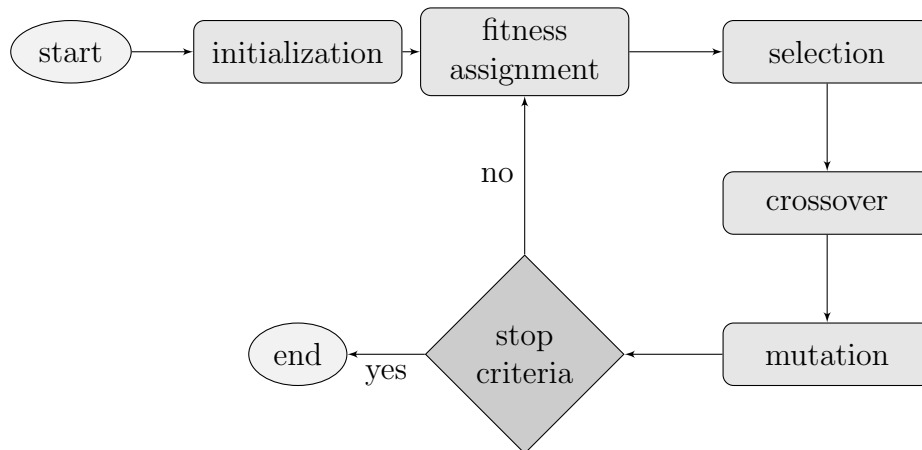 start
initialization
fitness
assignment
selection
no
crossover
end
yes
stop
criteria
mutation